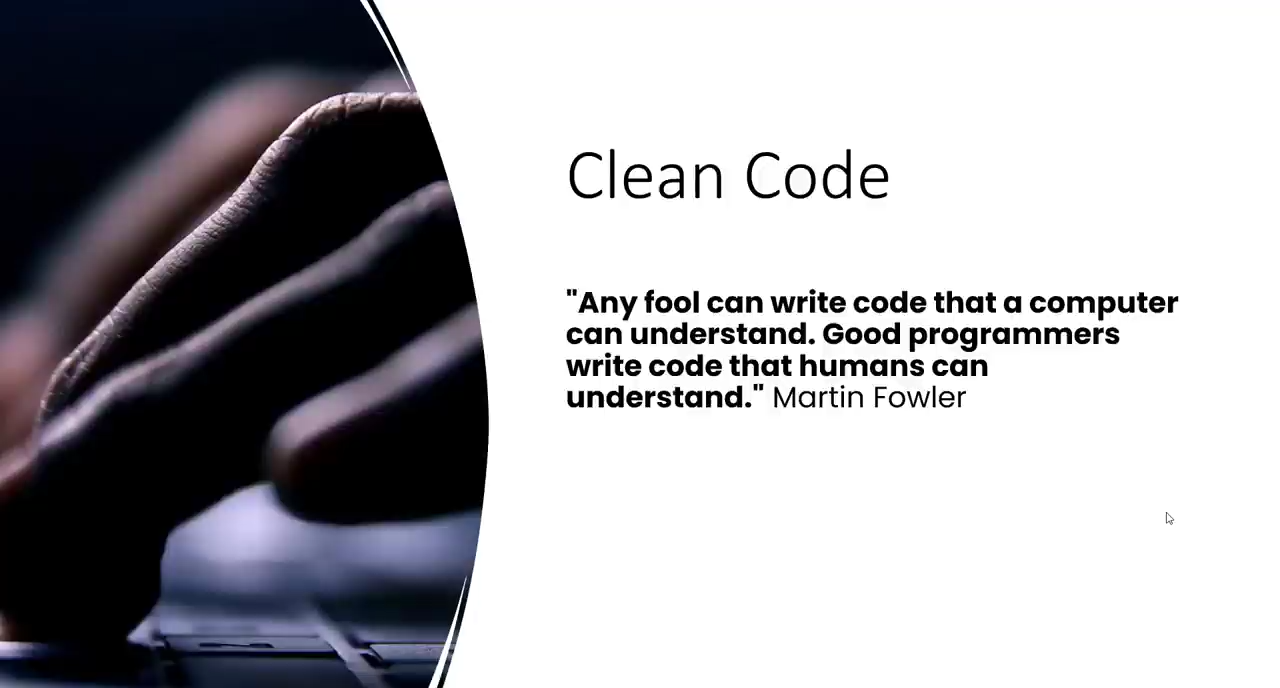 Clean Code
"Any fool can write code that a computer
can understand. Good programmers
write code that humans can
understand." Martin Fowler